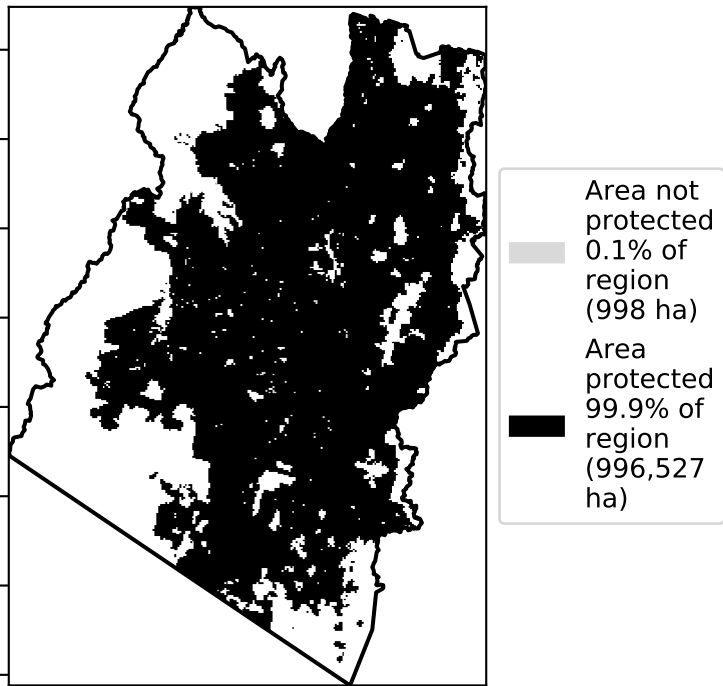 Area not
protected
0.1% of
region
(998 ha)
Area
protected
99.9% of
region
(996,527
ha)